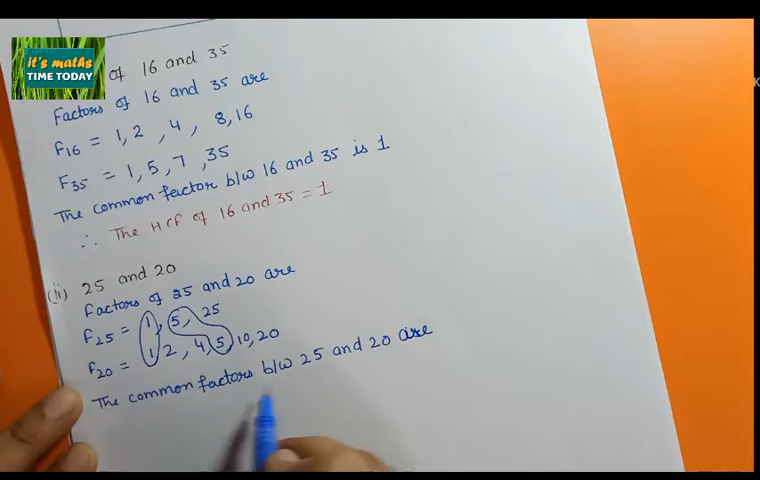 it's maths
TIME TODAY
of 16 and 35
Factors of 16 and 35 are
F16 = 1, 2 , 4 , 8, 16
F35 = 1, 5, 7 , 35
The common factor b/w 16 and 35 is 1
∴ The HCF of 16 and 35 = 1
(ii) 25 and 20
Factors of 25 and 20 are
F25 = 1, 5, 25
F20 = 1 2 , 4, 5, 10, 20
The common factors b/w 25 and 20 are